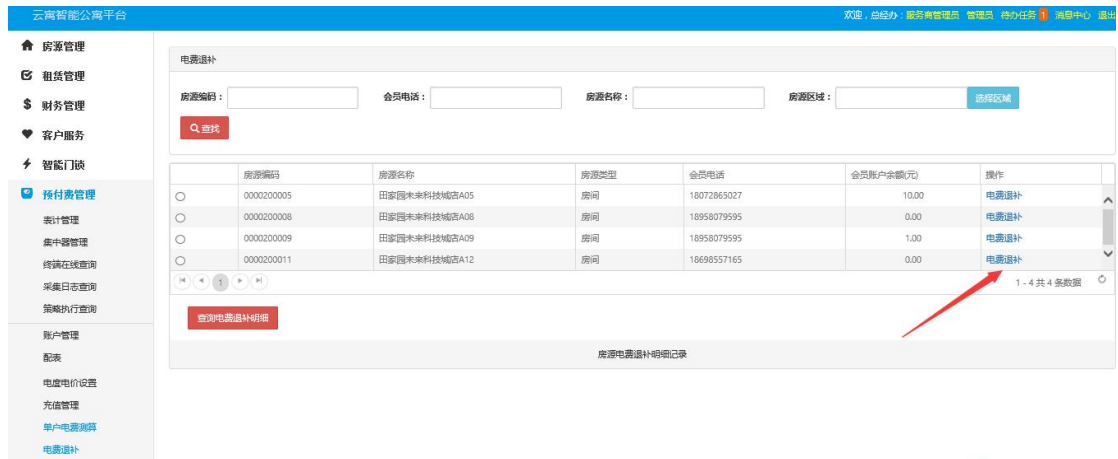 云寓智能公寓平台
欢迎，总经办：服务商管理员 管理员 待办任务 1 消息中心 退出
房源管理
租赁管理
财务管理
客户服务
智能门锁
预付费管理
表计管理
集中器管理
终端在线查询
采集日志查询
策略执行查询
账户管理
配表
电度电价设置
充值管理
单户电费测算
电费退补
电费退补
房源编码： 会员电话： 房源名称： 房源区域： 选择区域
查找
房源编码 房源名称 房源类型 会员电话 会员账户余额(元) 操作
0000200005 田家园未来科技城店A05 房间 18072865027 10.00 电费退补
0000200008 田家园未来科技城店A08 房间 18958079595 0.00 电费退补
0000200009 田家园未来科技城店A09 房间 18958079595 1.00 电费退补
0000200011 田家园未来科技城店A12 房间 18698557165 0.00 电费退补
1 1 - 4 共 4 条数据
查询电费退补明细
房源电费退补明细记录